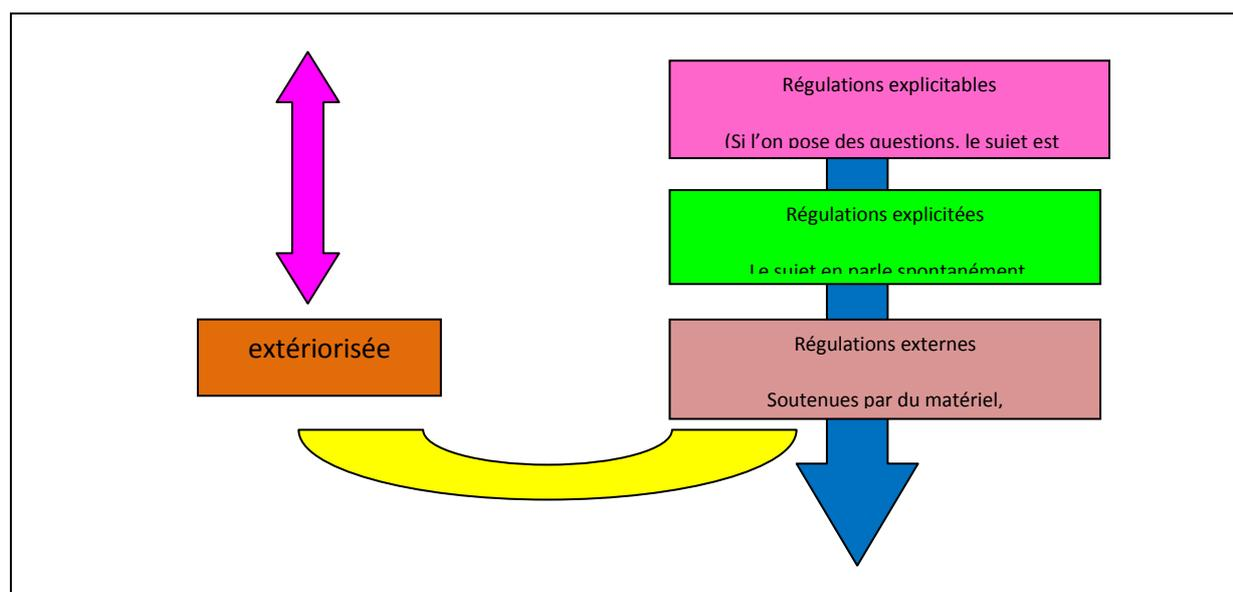 Régulations explicitables
(Si l’on pose des questions, le sujet est
Régulations explicitées
Le sujet en parle spontanément
extériorisée
Régulations externes
Soutenues par du matériel,